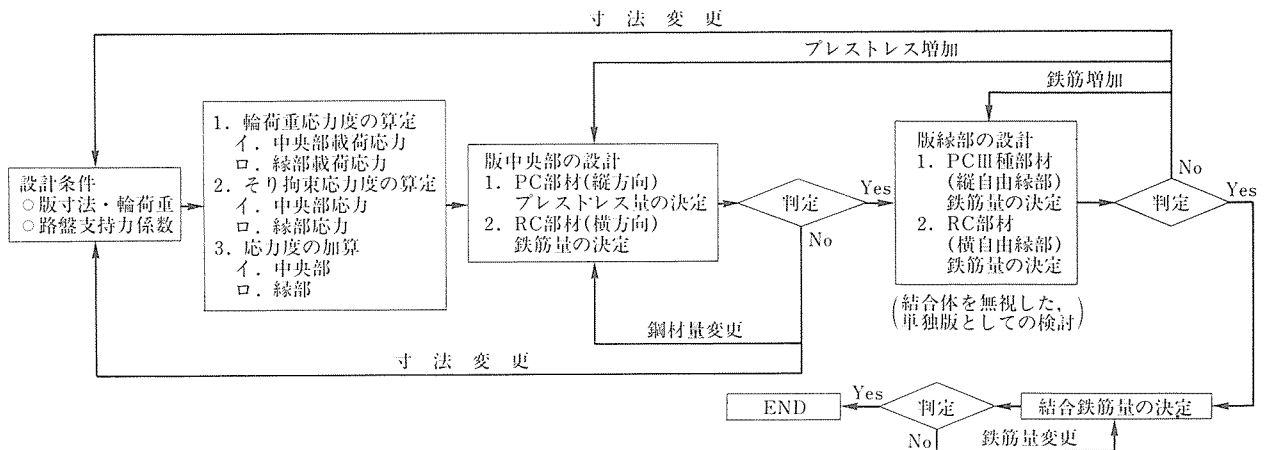 寸法変更
プレストレス増加
鉄筋増加
設計条件
○版寸法・輪荷重
○路盤支持力係数
1．輪荷重応力度の算定
イ．中央部載荷応力
ロ．縁部載荷応力
2．そり拘束応力度の算定
イ．中央部応力
ロ．縁部応力
3．応力度の加算
イ．中央部
ロ．縁部
版中央部の設計
1．PC部材(縦方向)
プレストレス量の決定
2．RC部材(横方向)
鉄筋量の決定
判定
Yes
No
鋼材量変更
寸法変更
版縁部の設計
1．PCIII種部材
(縦自由縁部)
鉄筋量の決定
2．RC部材
(横自由縁部)
鉄筋量の決定
(結合体を無視した，
単独版としての検討)
判定
No
Yes
結合鉄筋量の決定
判定
Yes
No
鉄筋量変更
END